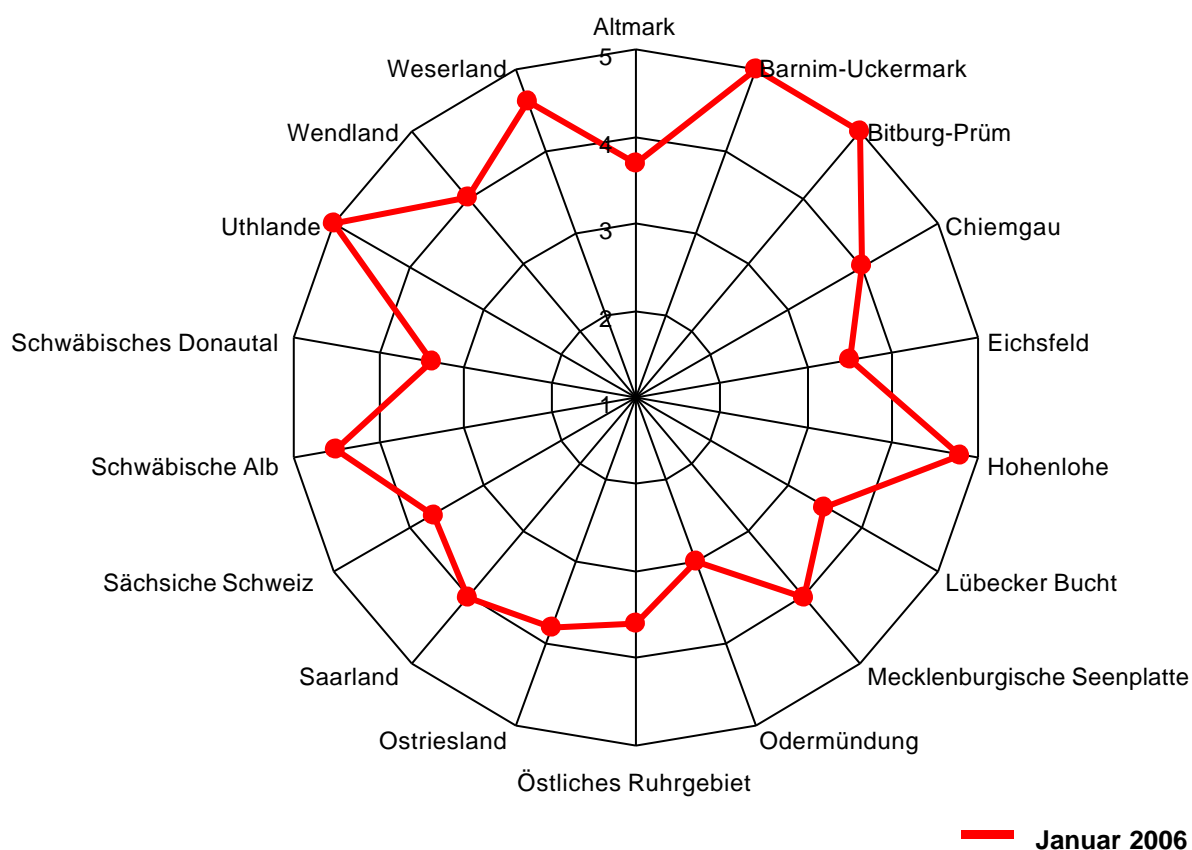 Altmark
5
Weserland
Barnim-Uckermark
Wendland
4
Bitburg-Prüm
Uthlande
3
Chiemgau
Schwäbisches Donautal
2
Eichsfeld
1
Schwäbische Alb
Hohenlohe
Sächsiche Schweiz
Lübecker Bucht
Saarland
Mecklenburgische Seenplatte
Ostriesland
Odermündung
Östliches Ruhrgebiet
Januar 2006